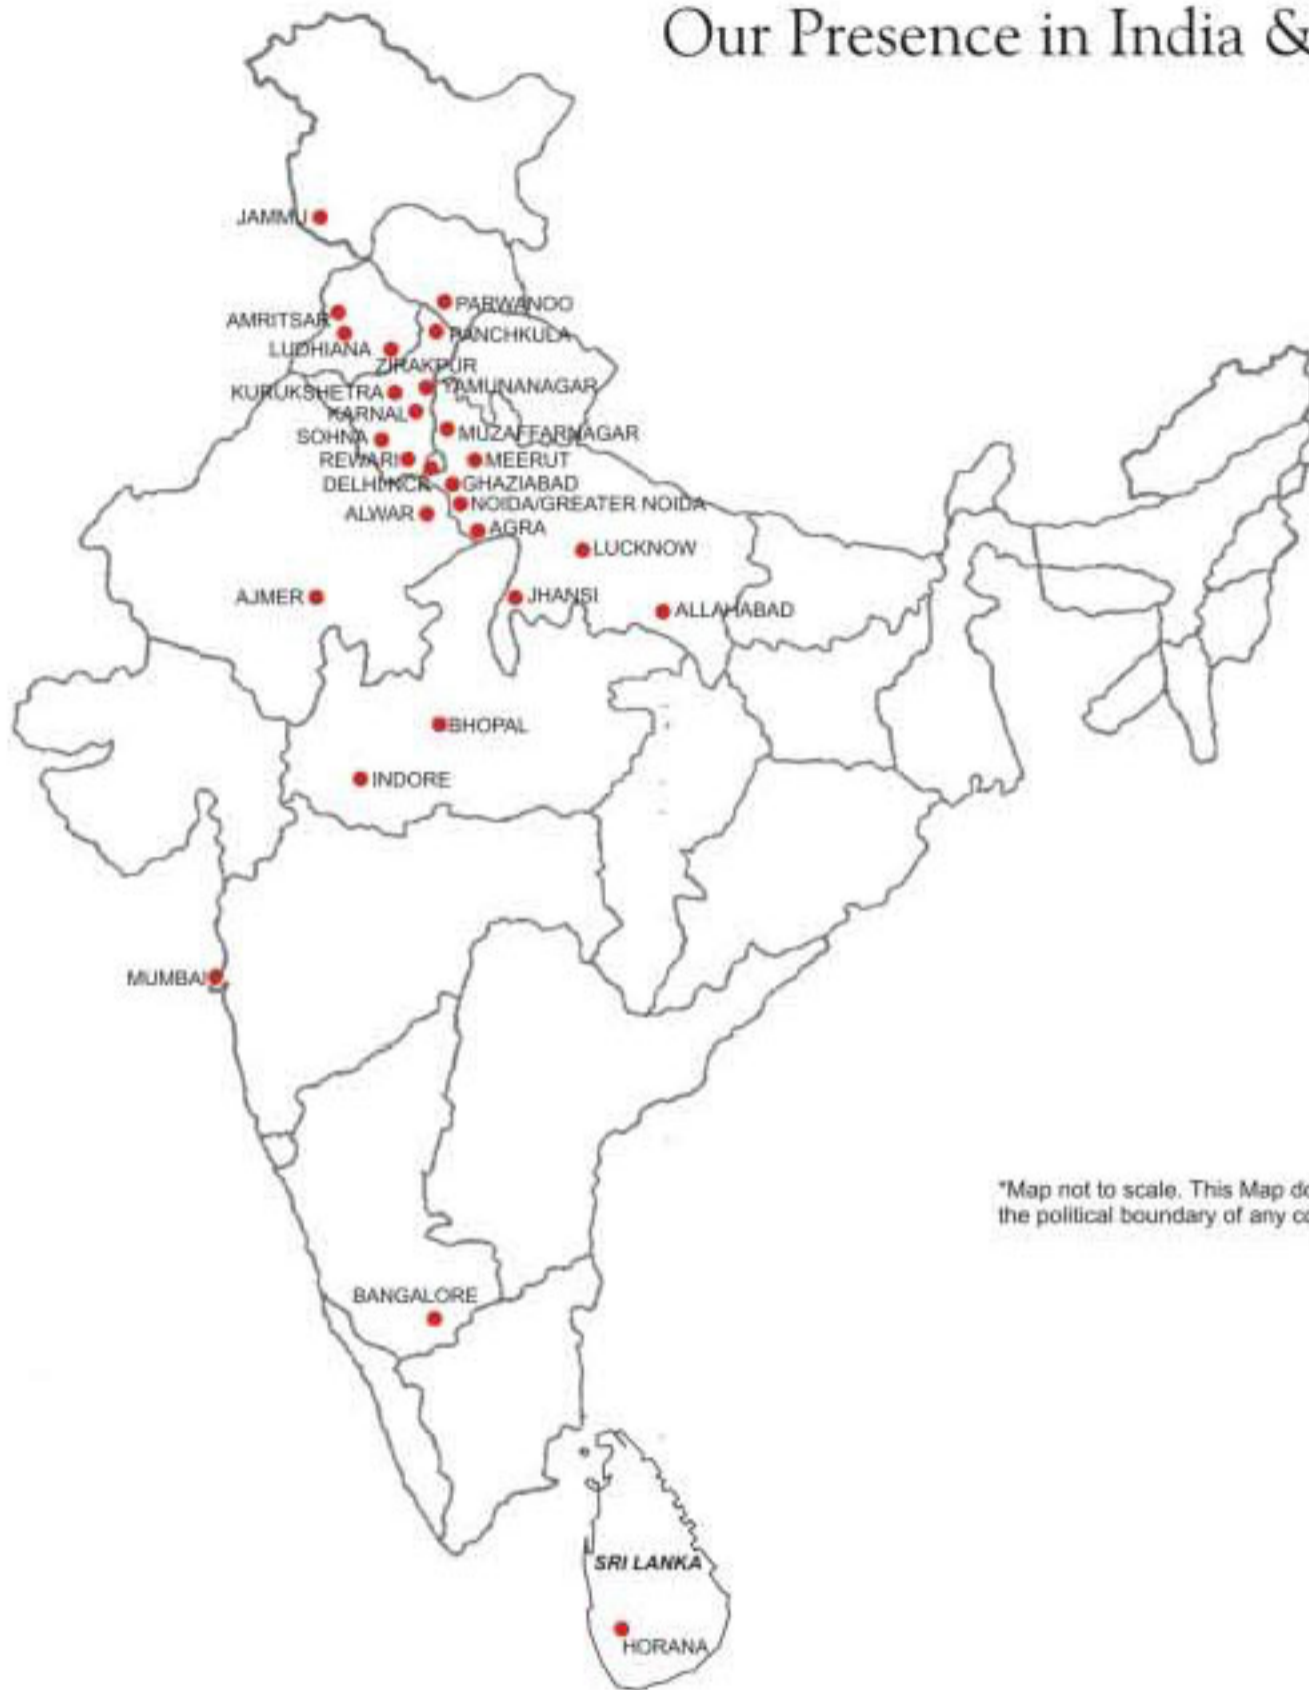 Our Presence in India &
JAMMU
PARWANOO
AMRITSAR
PANCHKULA
LUDHIANA
ZIRAKPUR
YAMUNANAGAR
KURUKSHETRA
KARNAL
MUZAFFARNAGAR
SOHNA
REWARI
MEERUT
DELHI NCR
GHAZIABAD
NOIDA/GREATER NOIDA
ALWAR
AGRA
LUCKNOW
AJMER
JHANSI
ALLAHABAD
BHOPAL
INDORE
MUMBAI
*Map not to scale. This Map do
the political boundary of any co
BANGALORE
SRI LANKA
HORANA